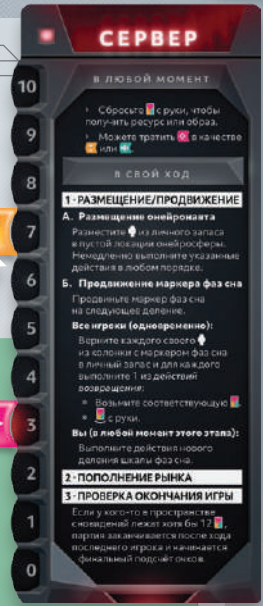 СЕРВЕР
10
9
8
7
6
5
4
3
2
1
0
В ЛЮБОЙ МОМЕНТ
Сбросьте с руки, чтобы
получить ресурс или образ.
Можете тратить в качестве
или
В СВОЙ ХОД
1 - РАЗМЕЩЕНИЕ/ПРОДВИЖЕНИЕ
А. Размещение онейронавта
Разместите из личного запаса
в пустой локации онейросферы.
Немедленно выполните указанные
действия в любом порядке.
Б. Продвижение маркера фаз сна
Продвиньте маркер фаз сна
на следующее деление.
Все игроки (одновременно):
Верните каждого своего
из колонки с маркером фаз сна
в личный запас и для каждого
выполните 1 из действий
возвращения:
Возьмите соответствующую
с руки.
Вы (в любой момент этого этапа):
Выполните действия нового
деления шкалы фаз сна.
2 - ПОПОЛНЕНИЕ РЫНКА
3 - ПРОВЕРКА ОКОНЧАНИЯ ИГРЫ
Если у кого-то в пространстве
сновидений лежат хотя бы 12
партия заканчивается после хода
последнего игрока и начинается
финальный подсчёт очков.